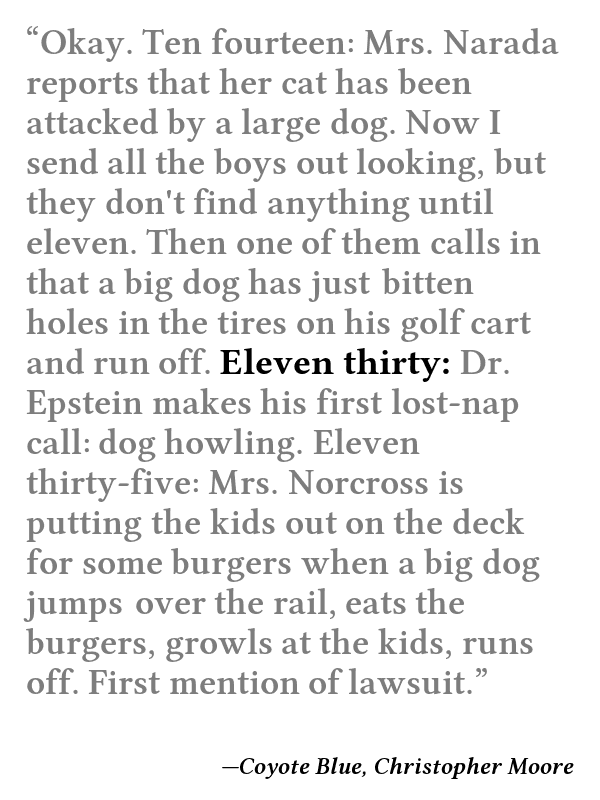 “Okay. Ten fourteen: Mrs. Narada
reports that her cat has been
attacked by a large dog. Now I
send all the boys out looking, but
they don't find anything until
eleven. Then one of them calls in
that a big dog has just bitten
holes in the tires on his golf cart
and run off. Eleven thirty: Dr.
Epstein makes his first lost-nap
call: dog howling. Eleven
thirty-five: Mrs. Norcross is
putting the kids out on the deck
for some burgers when a big dog
jumps over the rail, eats the
burgers, growls at the kids, runs
off. First mention of lawsuit.”
—Coyote Blue, Christopher Moore